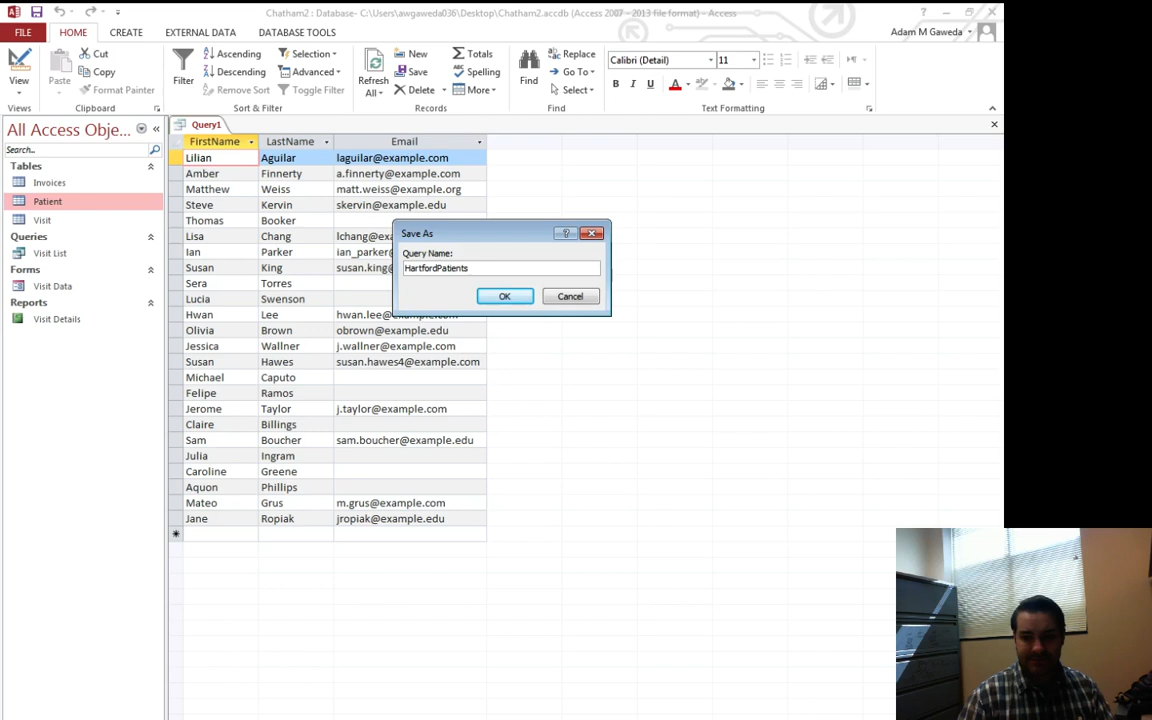 Chatham2 : Database- C:\Users\awgaweda036\Desktop\Chatham2.accdb (Access 2007 - 2013 file format) - Access
FILE HOME CREATE EXTERNAL DATA DATABASE TOOLS
Adam M Gaweda
View
Views
Paste
Cut
Copy
Format Painter
Clipboard
Filter
Ascending
Descending
Remove Sort
Selection
Advanced
Toggle Filter
Sort & Filter
Refresh All
New
Save
Delete
Totals
Spelling
More
Records
Find
Replace
Go To
Select
Find
Calibri (Detail) 11
B I U A
Text Formatting
All Access Obje...
Search...
Tables
Invoices
Patient
Visit
Queries
Visit List
Forms
Visit Data
Reports
Visit Details
Query1
FirstName LastName Email
Lilian Aguilar laguilar@example.com
Amber Finnerty a.finnerty@example.com
Matthew Weiss matt.weiss@example.org
Steve Kervin skervin@example.edu
Thomas Booker
Lisa Chang lchang@exa
Ian Parker ian_parker@
Susan King susan.king@
Sera Torres
Lucia Swenson
Hwan Lee hwan.lee@example.com
Olivia Brown obrown@example.edu
Jessica Wallner j.wallner@example.com
Susan Hawes susan.hawes4@example.com
Michael Caputo
Felipe Ramos
Jerome Taylor j.taylor@example.com
Claire Billings
Sam Boucher sam.boucher@example.edu
Julia Ingram
Caroline Greene
Aquon Phillips
Mateo Grus m.grus@example.com
Jane Ropiak jropiak@example.edu
Save As
Query Name:
HartfordPatients
OK Cancel